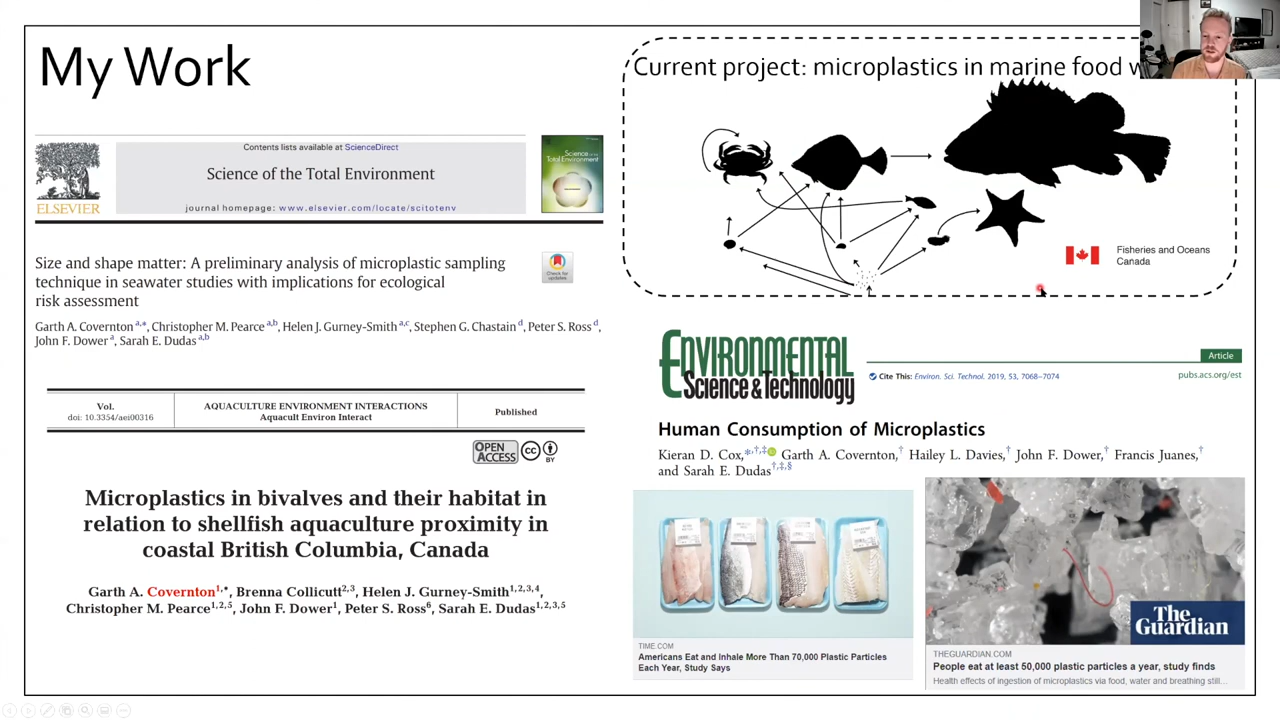 My Work
Contents lists available at ScienceDirect
Science of the Total Environment
journal homepage: www.elsevier.com/locate/scitotenv
ELSEVIER
Science of the
Total Environment
Size and shape matter: A preliminary analysis of microplastic sampling
technique in seawater studies with implications for ecological
risk assessment
Check for
updates
Garth A. Covernton a,*, Christopher M. Pearce a,b, Helen J. Gurney-Smith a,c, Stephen G. Chastain d, Peter S. Ross d,
John F. Dower a, Sarah E. Dudas a,b
Vol.
doi: 10.3354/aei00316
AQUACULTURE ENVIRONMENT INTERACTIONS
Aquacult Environ Interact
Published
OPEN
ACCESS
CC
BY
Microplastics in bivalves and their habitat in
relation to shellfish aquaculture proximity in
coastal British Columbia, Canada
Garth A. Covernton1,*, Brenna Collicutt2,3, Helen J. Gurney-Smith1,2,3,4,
Christopher M. Pearce1,2,5, John F. Dower1, Peter S. Ross6, Sarah E. Dudas1,2,3,5
Current project: microplastics in marine food w
Fisheries and Oceans
Canada
ENVIRONMENTAL
Science & Technology
Article
Cite This: Environ. Sci. Technol. 2019, 53, 7068−7074
pubs.acs.org/est
Human Consumption of Microplastics
Kieran D. Cox,*,†,‡ Garth A. Covernton,† Hailey L. Davies,† John F. Dower,† Francis Juanes,†
and Sarah E. Dudas†,‡,§
TIME.COM
Americans Eat and Inhale More Than 70,000 Plastic Particles
Each Year, Study Says
The
Guardian
THEGUARDIAN.COM
People eat at least 50,000 plastic particles a year, study finds
Health effects of ingestion of microplastics via food, water and breathing still...